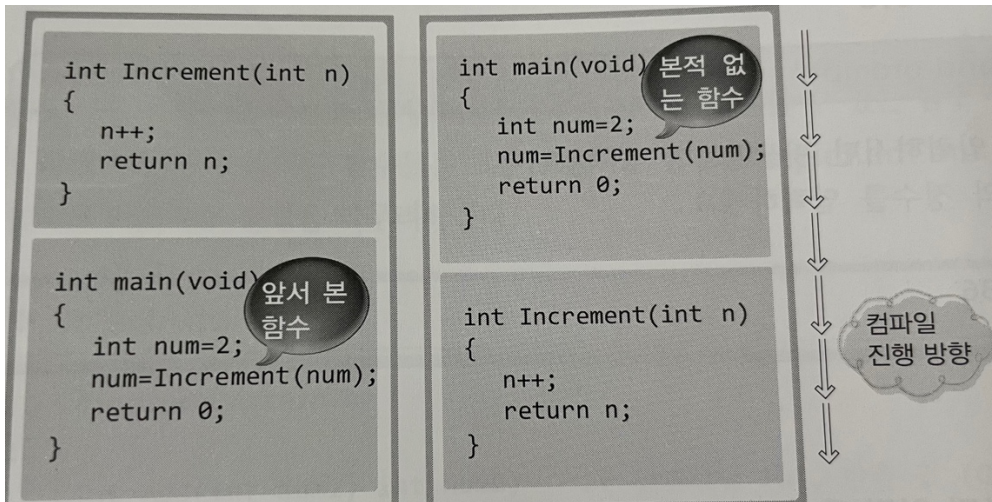 int Increment(int n)
{
n++;
return n;
}
int main(void)
{
int num=2;
num=Increment(num);
return 0;
}
앞서 본
함수
int main(void)
{
int num=2;
num=Increment(num);
return 0;
}
본적 없
는 함수
int Increment(int n)
{
n++;
return n;
}
컴파일
진행 방향